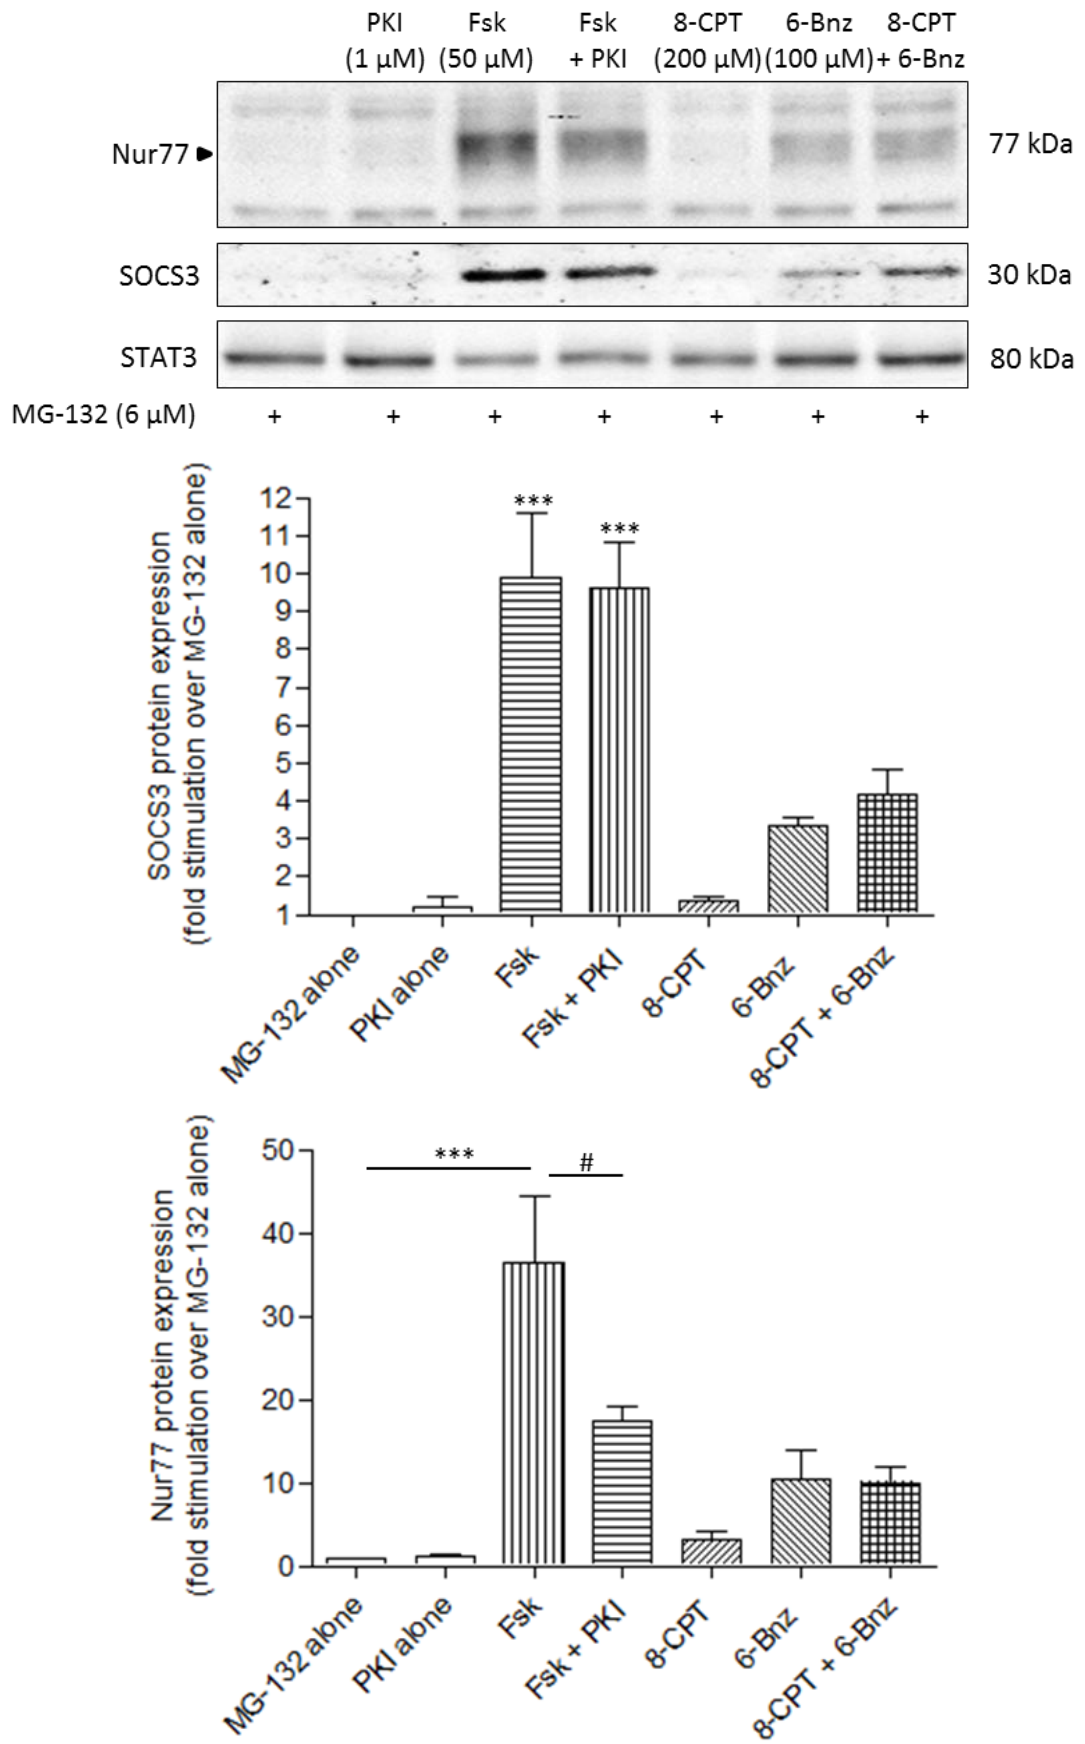 PKI Fsk Fsk 8-CPT 6-Bnz 8-CPT
(1 µM) (50 µM) + PKI (200 µM) (100 µM) + 6-Bnz
Nur77 77 kDa
SOCS3 30 kDa
STAT3 80 kDa
MG-132 (6 µM) + + + + + + +
SOCS3 protein expression
(fold stimulation over MG-132 alone)
12
11
10
9
8
7
6
5
4
3
2
1
*** ***
MG-132 alone
PKI alone
Fsk
Fsk + PKI
8-CPT
6-Bnz
8-CPT + 6-Bnz
Nur77 protein expression
(fold stimulation over MG-132 alone)
50
40
30
20
10
0
*** #
MG-132 alone
PKI alone
Fsk
Fsk + PKI
8-CPT
6-Bnz
8-CPT + 6-Bnz